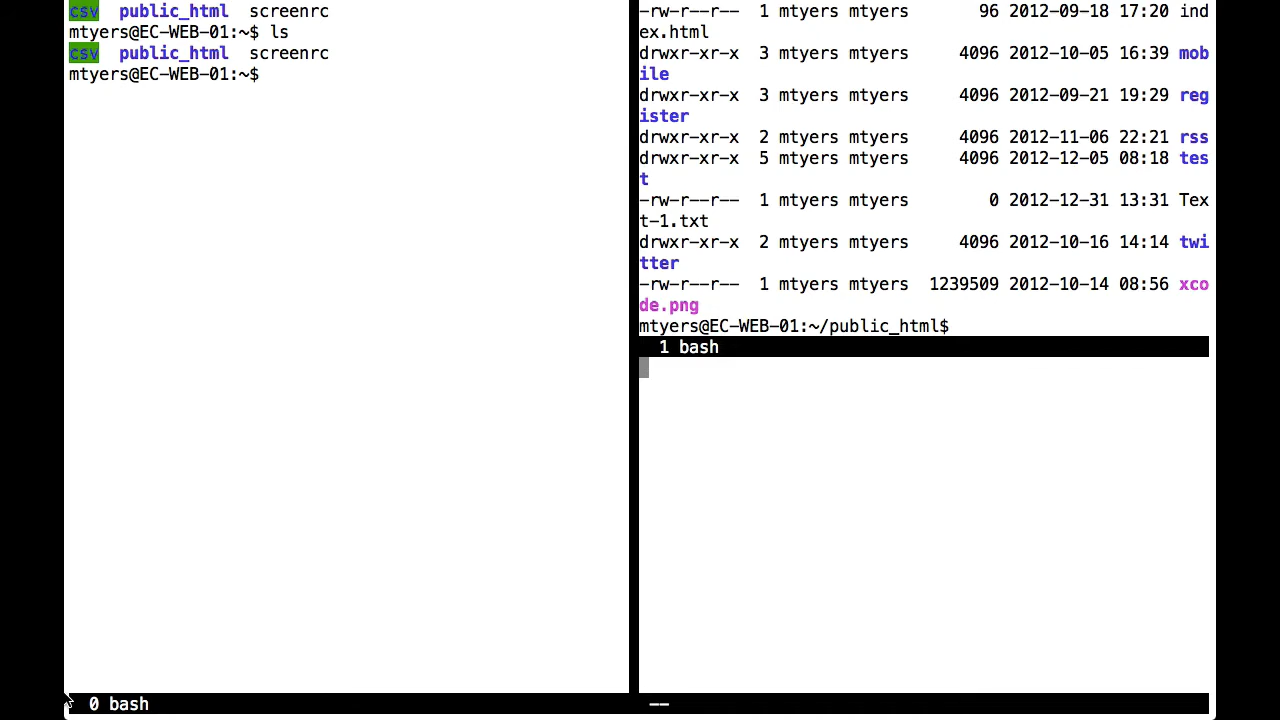 csv  public_html  screenrc
mtyers@EC-WEB-01:~$ ls
csv  public_html  screenrc
mtyers@EC-WEB-01:~$
0 bash
-rw-r--r--  1 mtyers mtyers       96 2012-09-18 17:20 ind
ex.html
drwxr-xr-x  3 mtyers mtyers     4096 2012-10-05 16:39 mob
ile
drwxr-xr-x  3 mtyers mtyers     4096 2012-09-21 19:29 reg
ister
drwxr-xr-x  2 mtyers mtyers     4096 2012-11-06 22:21 rss
drwxr-xr-x  5 mtyers mtyers     4096 2012-12-05 08:18 tes
t
-rw-r--r--  1 mtyers mtyers        0 2012-12-31 13:31 Tex
t-1.txt
drwxr-xr-x  2 mtyers mtyers     4096 2012-10-16 14:14 twi
tter
-rw-r--r--  1 mtyers mtyers  1239509 2012-10-14 08:56 xco
de.png
mtyers@EC-WEB-01:~/public_html$
1 bash
--